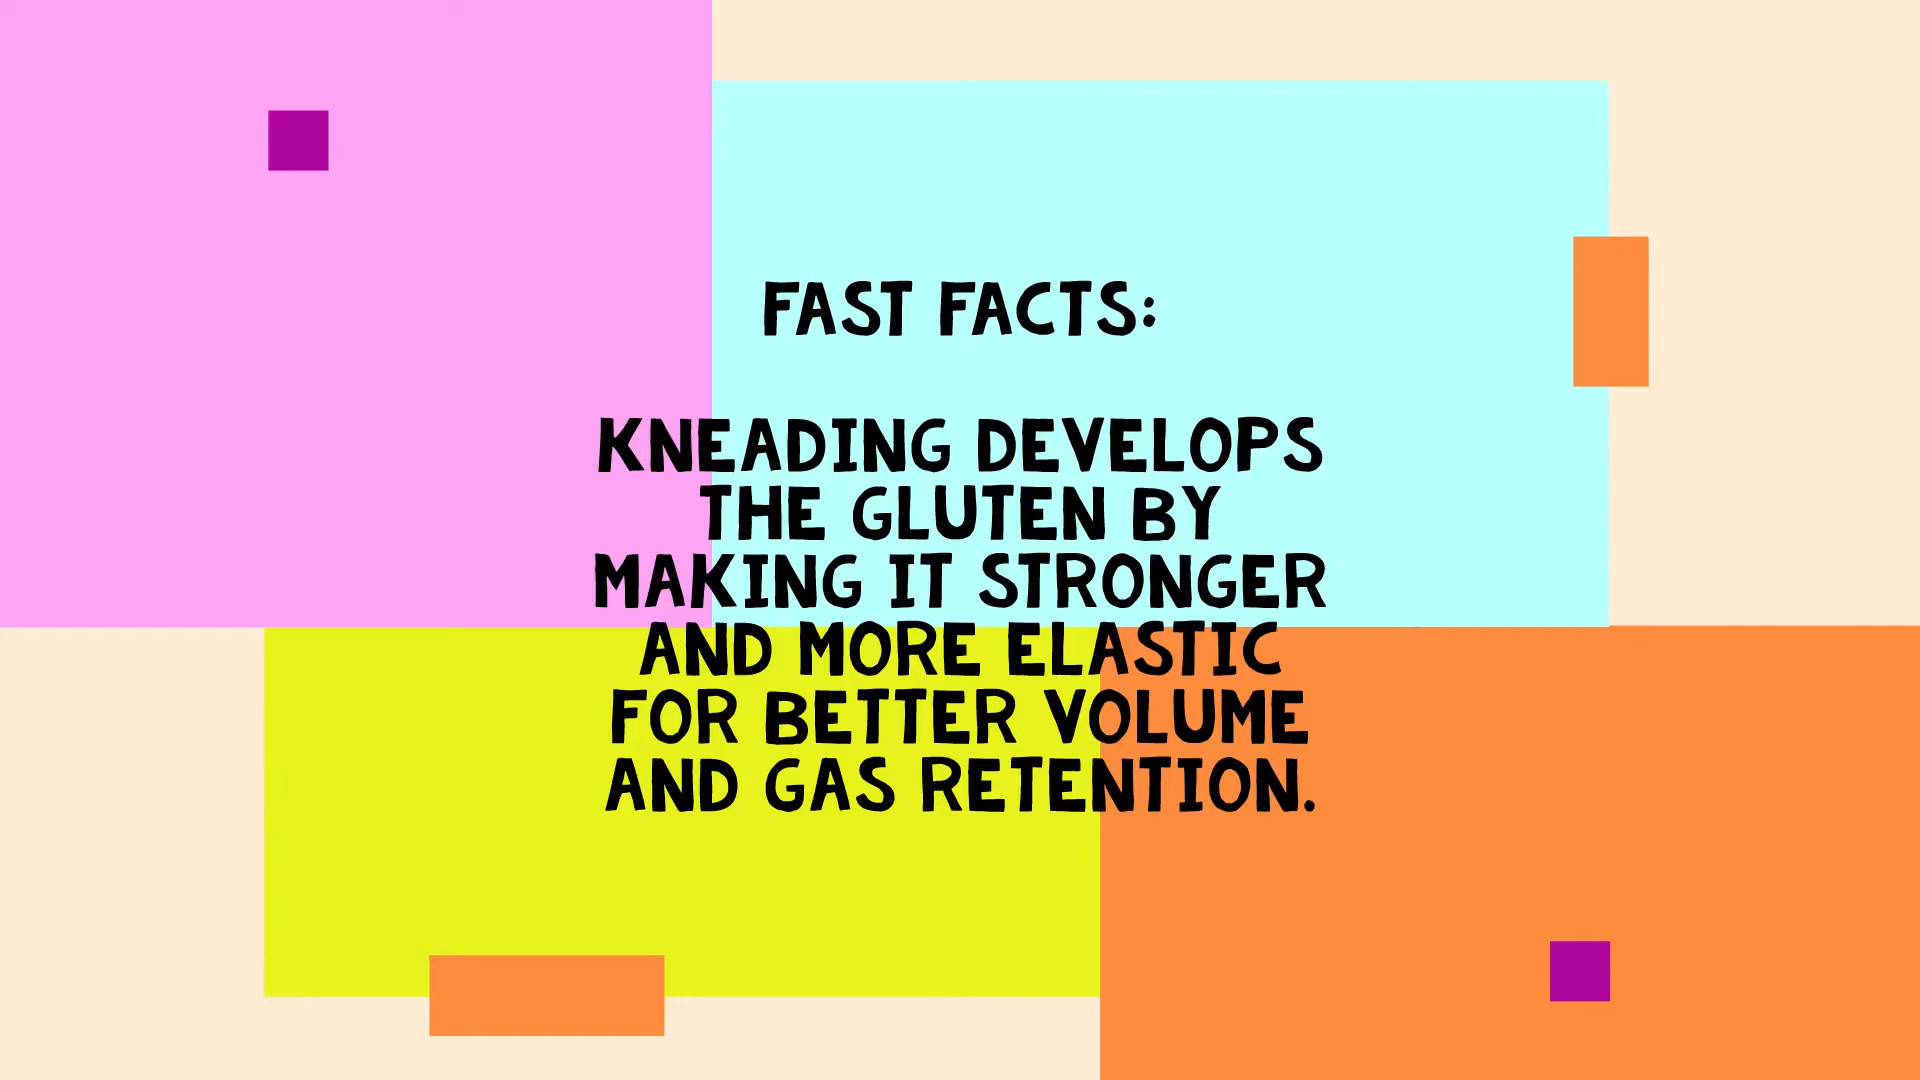 FAST FACTS:
KNEADING DEVELOPS
THE GLUTEN BY
MAKING IT STRONGER
AND MORE ELASTIC
FOR BETTER VOLUME
AND GAS RETENTION.